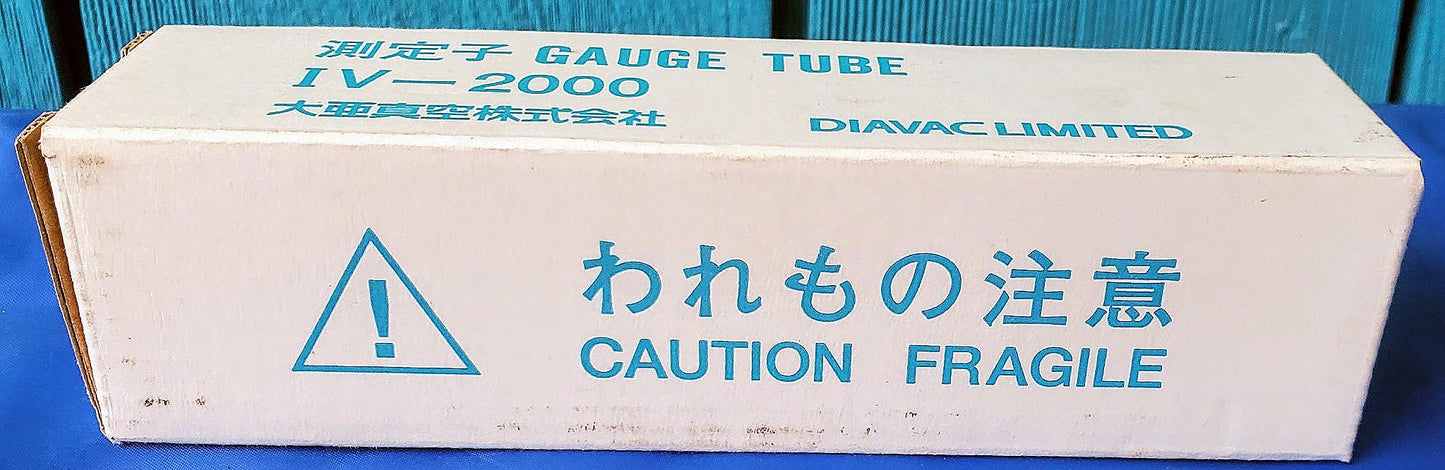 測定子 GAUGE TUBE
IV—2000
大亜真空株式会社 DIAVAC LIMITED
われもの注意
CAUTION FRAGILE